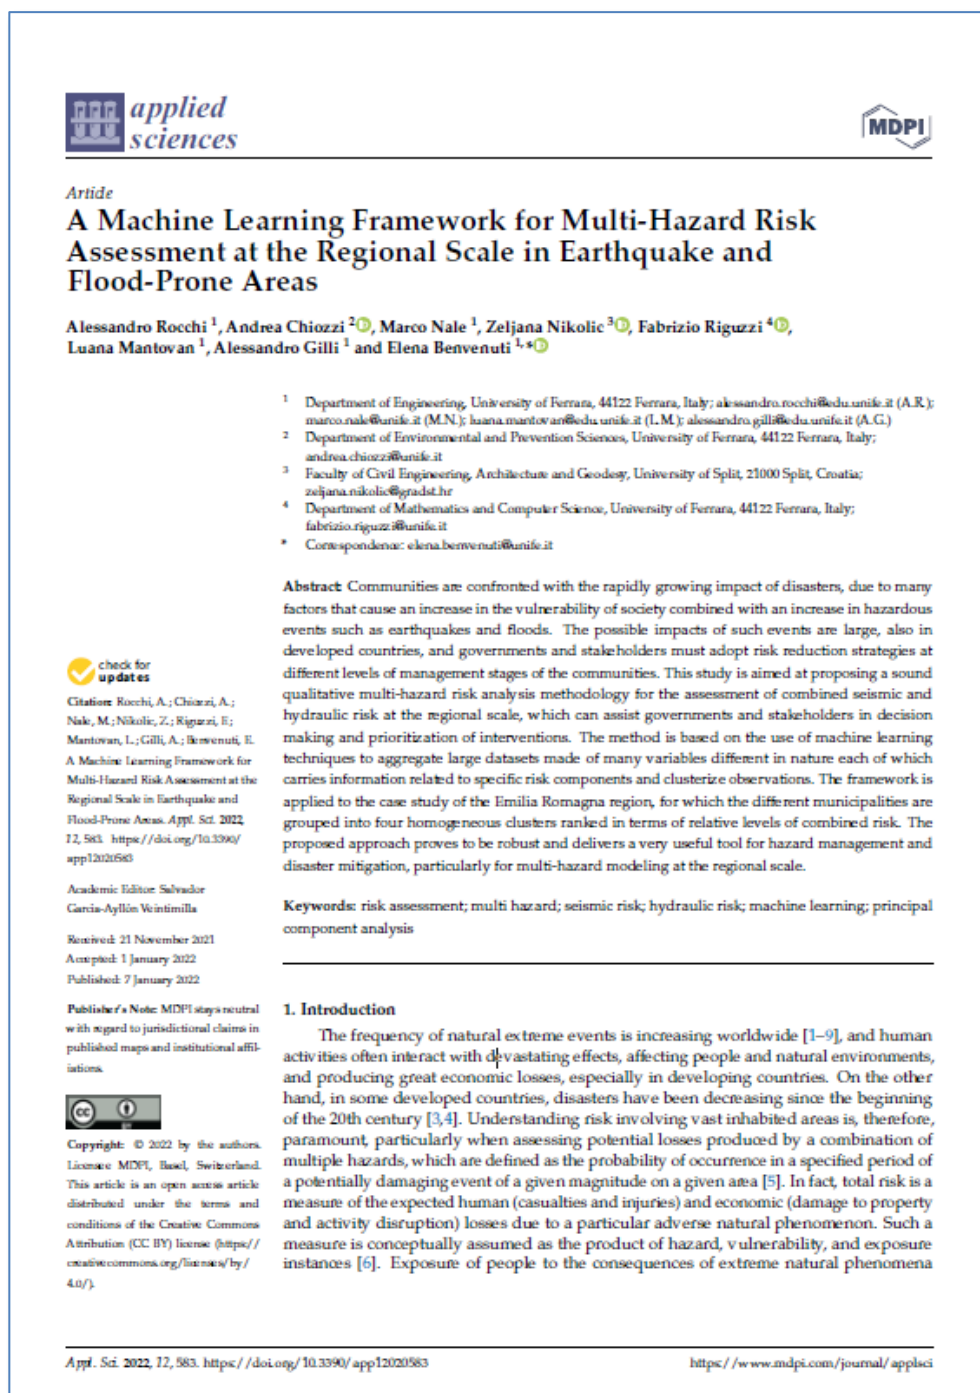 applied
sciences
MDPI
Article
A Machine Learning Framework for Multi-Hazard Risk
Assessment at the Regional Scale in Earthquake and
Flood-Prone Areas
Alessandro Rocchi 1, Andrea Chiozzi 2, Marco Nale 1, Zeljana Nikolic 3, Fabrizio Riguzzi 4,
Luana Mantovan 1, Alessandro Gilli 1 and Elena Benvenuti 1,*
1 Department of Engineering, University of Ferrara, 44122 Ferrara, Italy; alessandro.rocchi@edu.unife.it (A.R.);
marco.nale@unife.it (M.N.); luana.mantovan@edu.unife.it (L.M.); alessandro.gilli@edu.unife.it (A.G.)
2 Department of Environmental and Prevention Sciences, University of Ferrara, 44122 Ferrara, Italy;
andrea.chiozzi@unife.it
3 Faculty of Civil Engineering, Architecture and Geodesy, University of Split, 21000 Split, Croatia;
zeljana.nikolic@gradst.hr
4 Department of Mathematics and Computer Science, University of Ferrara, 44122 Ferrara, Italy;
fabrizio.riguzzi@unife.it
* Correspondence: elena.benvenuti@unife.it
Abstract: Communities are confronted with the rapidly growing impact of disasters, due to many
factors that cause an increase in the vulnerability of society combined with an increase in hazardous
events such as earthquakes and floods. The possible impacts of such events are large, also in
developed countries, and governments and stakeholders must adopt risk reduction strategies at
different levels of management stages of the communities. This study is aimed at proposing a sound
qualitative multi-hazard risk analysis methodology for the assessment of combined seismic and
hydraulic risk at the regional scale, which can assist governments and stakeholders in decision
making and prioritization of interventions. The method is based on the use of machine learning
techniques to aggregate large datasets made of many variables different in nature each of which
carries information related to specific risk components and clusterize observations. The framework is
applied to the case study of the Emilia Romagna region, for which the different municipalities are
grouped into four homogeneous clusters ranked in terms of relative levels of combined risk. The
proposed approach proves to be robust and delivers a very useful tool for hazard management and
disaster mitigation, particularly for multi-hazard modeling at the regional scale.
Keywords: risk assessment; multi hazard; seismic risk; hydraulic risk; machine learning; principal
component analysis
check for
updates
Citation: Rocchi, A.; Chiozzi, A.;
Nale, M.; Nikolic, Z.; Riguzzi, F.;
Mantovan, L.; Gilli, A.; Benvenuti, E.
A Machine Learning Framework for
Multi-Hazard Risk Assessment at the
Regional Scale in Earthquake and
Flood-Prone Areas. Appl. Sci. 2022,
12, 583. https://doi.org/10.3390/
app12020583
Academic Editor: Salvador
Garcia-Ayllón Veintimilla
Received: 21 November 2021
Accepted: 1 January 2022
Published: 7 January 2022
Publisher's Note: MDPI stays neutral
with regard to jurisdictional claims in
published maps and institutional affil-
iations.
cc
BY
Copyright: © 2022 by the authors.
Licensee MDPI, Basel, Switzerland.
This article is an open access article
distributed under the terms and
conditions of the Creative Commons
Attribution (CC BY) license (https://
creativecommons.org/licenses/by/
4.0/).
1. Introduction
The frequency of natural extreme events is increasing worldwide [1–9], and human
activities often interact with devastating effects, affecting people and natural environments,
and producing great economic losses, especially in developing countries. On the other
hand, in some developed countries, disasters have been decreasing since the beginning
of the 20th century [3,4]. Understanding risk involving vast inhabited areas is, therefore,
paramount, particularly when assessing potential losses produced by a combination of
multiple hazards, which are defined as the probability of occurrence in a specified period of
a potentially damaging event of a given magnitude on a given area [5]. In fact, total risk is a
measure of the expected human (casualties and injuries) and economic (damage to property
and activity disruption) losses due to a particular adverse natural phenomenon. Such a
measure is conceptually assumed as the product of hazard, vulnerability, and exposure
instances [6]. Exposure of people to the consequences of extreme natural phenomena
Appl. Sci. 2022, 12, 583. https://doi.org/10.3390/app12020583
https://www.mdpi.com/journal/applsci